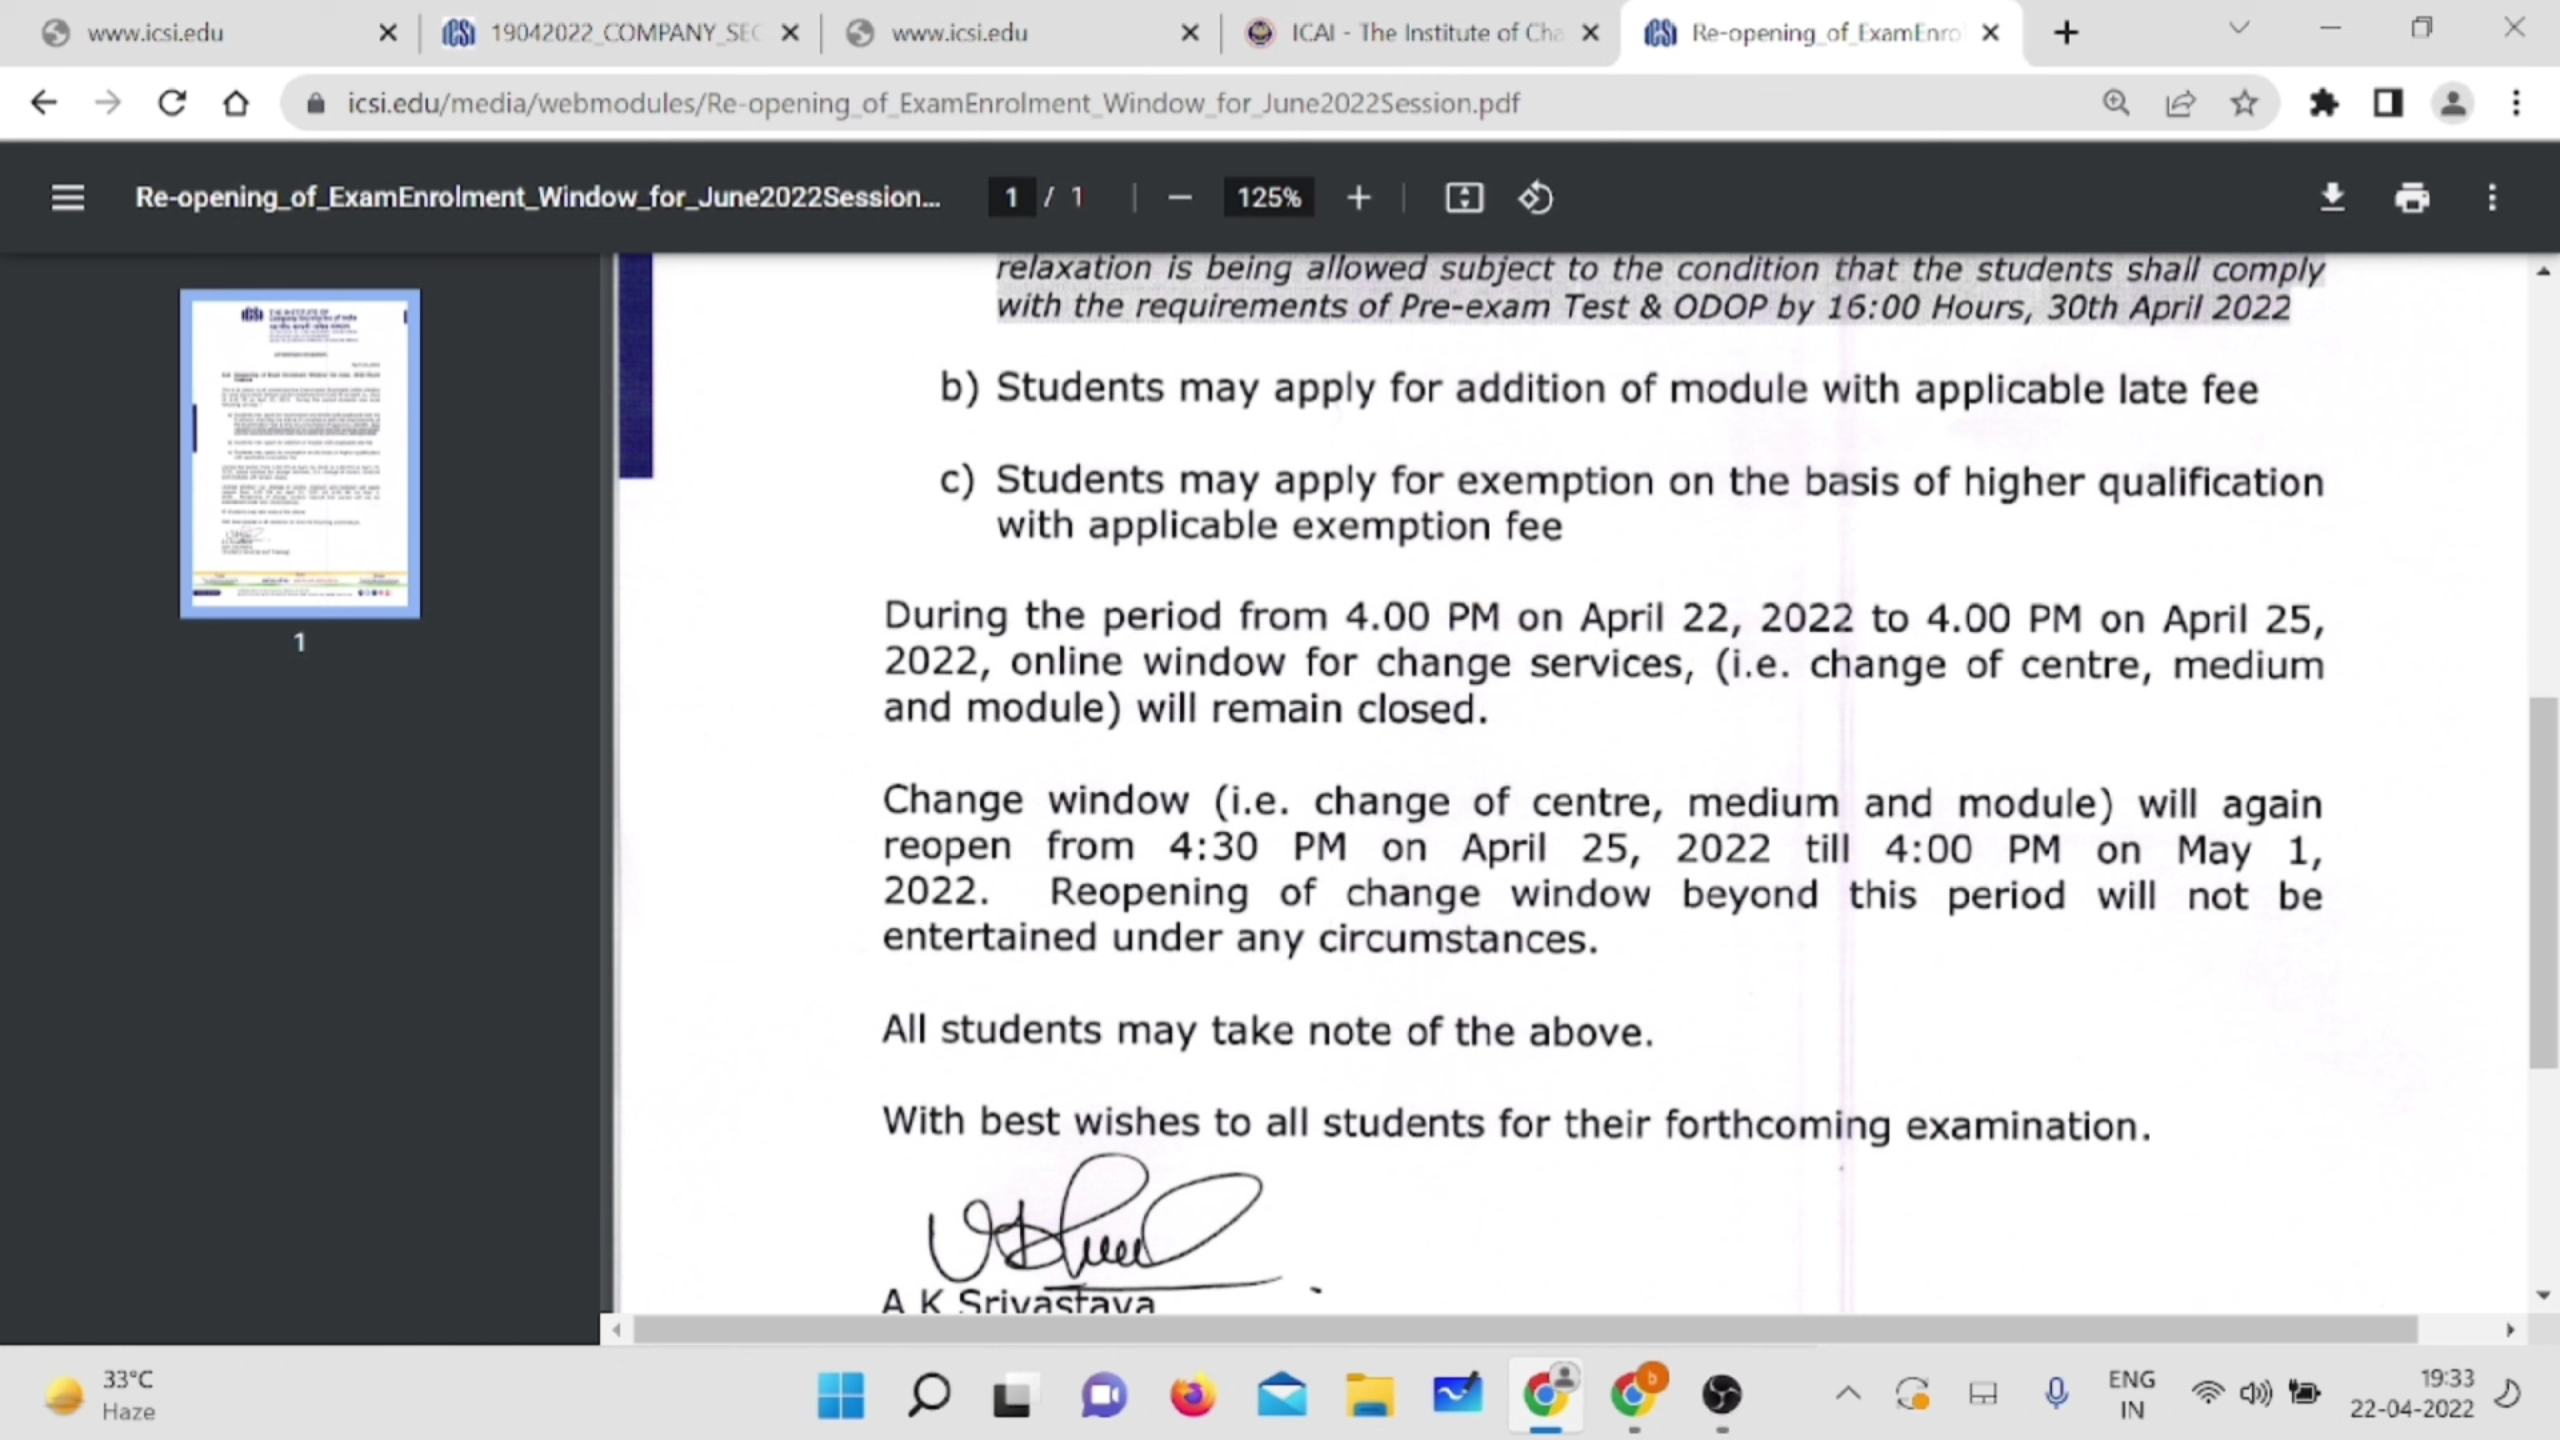 www.icsi.edu
19042022_COMPANY_SEC
www.icsi.edu
ICAI - The Institute of Cha
Re-opening_of_ExamEnro
icsi.edu/media/webmodules/Re-opening_of_ExamEnrolment_Window_for_June2022Session.pdf
Re-opening_of_ExamEnrolment_Window_for_June2022Session...
1 / 1
125%
relaxation is being allowed subject to the condition that the students shall comply
with the requirements of Pre-exam Test & ODOP by 16:00 Hours, 30th April 2022
b) Students may apply for addition of module with applicable late fee
c) Students may apply for exemption on the basis of higher qualification
with applicable exemption fee
During the period from 4.00 PM on April 22, 2022 to 4.00 PM on April 25,
2022, online window for change services, (i.e. change of centre, medium
and module) will remain closed.
Change window (i.e. change of centre, medium and module) will again
reopen from 4:30 PM on April 25, 2022 till 4:00 PM on May 1,
2022. Reopening of change window beyond this period will not be
entertained under any circumstances.
All students may take note of the above.
With best wishes to all students for their forthcoming examination.
A K Srivastava
1
33°C
Haze
b
ENG
IN
19:33
22-04-2022